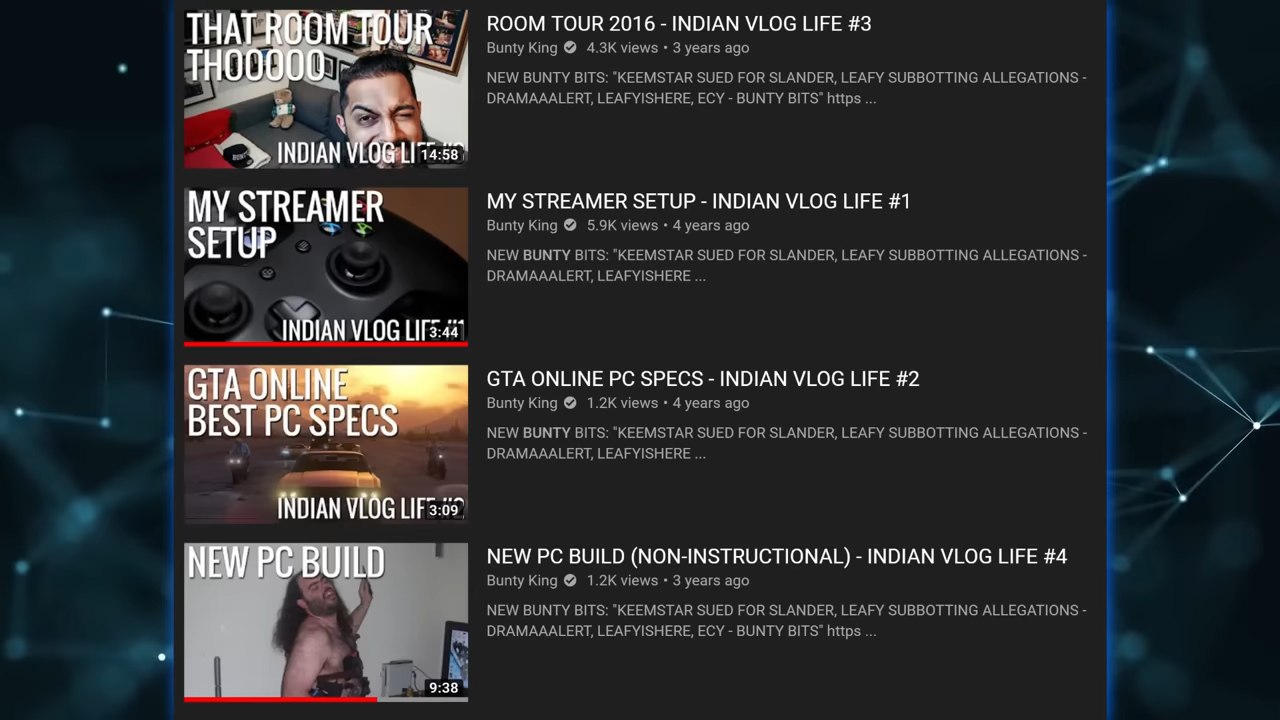 THAT ROOM TOUR
THOOOOO
INDIAN VLOG LIFE
14:58
ROOM TOUR 2016 - INDIAN VLOG LIFE #3
Bunty King 4.3K views • 3 years ago
NEW BUNTY BITS: "KEEMSTAR SUED FOR SLANDER, LEAFY SUBBOTTING ALLEGATIONS -
DRAMAAALERT, LEAFYISHERE, ECY - BUNTY BITS" https ...
MY STREAMER
SETUP
INDIAN VLOG LIFE #1
3:44
MY STREAMER SETUP - INDIAN VLOG LIFE #1
Bunty King 5.9K views • 4 years ago
NEW BUNTY BITS: "KEEMSTAR SUED FOR SLANDER, LEAFY SUBBOTTING ALLEGATIONS -
DRAMAAALERT, LEAFYISHERE ...
GTA ONLINE
BEST PC SPECS
INDIAN VLOG LIFE #2
3:09
GTA ONLINE PC SPECS - INDIAN VLOG LIFE #2
Bunty King 1.2K views • 4 years ago
NEW BUNTY BITS: "KEEMSTAR SUED FOR SLANDER, LEAFY SUBBOTTING ALLEGATIONS -
DRAMAAALERT, LEAFYISHERE ...
NEW PC BUILD
9:38
NEW PC BUILD (NON-INSTRUCTIONAL) - INDIAN VLOG LIFE #4
Bunty King 1.2K views • 3 years ago
NEW BUNTY BITS: "KEEMSTAR SUED FOR SLANDER, LEAFY SUBBOTTING ALLEGATIONS -
DRAMAAALERT, LEAFYISHERE, ECY - BUNTY BITS" https ...